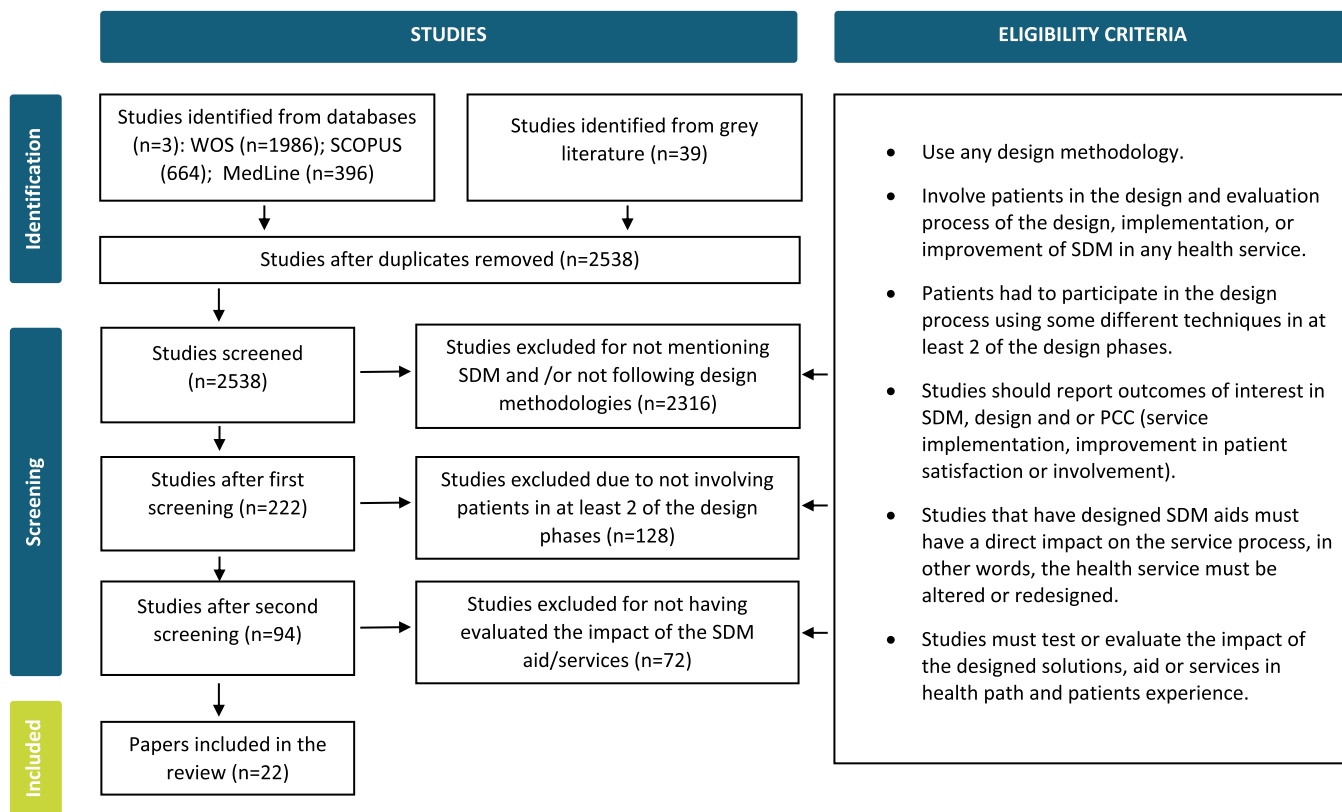 STUDIES
ELIGIBILITY CRITERIA
Identification
Studies identified from databases
(n=3): WOS (n=1986); SCOPUS
(664); MedLine (n=396)
Studies identified from grey
literature (n=39)
Studies after duplicates removed (n=2538)
Screening
Studies screened
(n=2538)
Studies excluded for not mentioning
SDM and /or not following design
methodologies (n=2316)
Studies after first
screening (n=222)
Studies excluded due to not involving
patients in at least 2 of the design
phases (n=128)
Studies after second
screening (n=94)
Studies excluded for not having
evaluated the impact of the SDM
aid/services (n=72)
Included
Papers included in the
review (n=22)
• Use any design methodology.
• Involve patients in the design and evaluation
process of the design, implementation, or
improvement of SDM in any health service.
• Patients had to participate in the design
process using some different techniques in at
least 2 of the design phases.
• Studies should report outcomes of interest in
SDM, design and or PCC (service
implementation, improvement in patient
satisfaction or involvement).
• Studies that have designed SDM aids must
have a direct impact on the service process, in
other words, the health service must be
altered or redesigned.
• Studies must test or evaluate the impact of
the designed solutions, aid or services in
health path and patients experience.